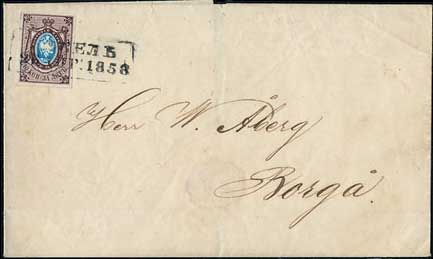 ЕЛЬ
1858
Herr W. Åberg
Borgå.